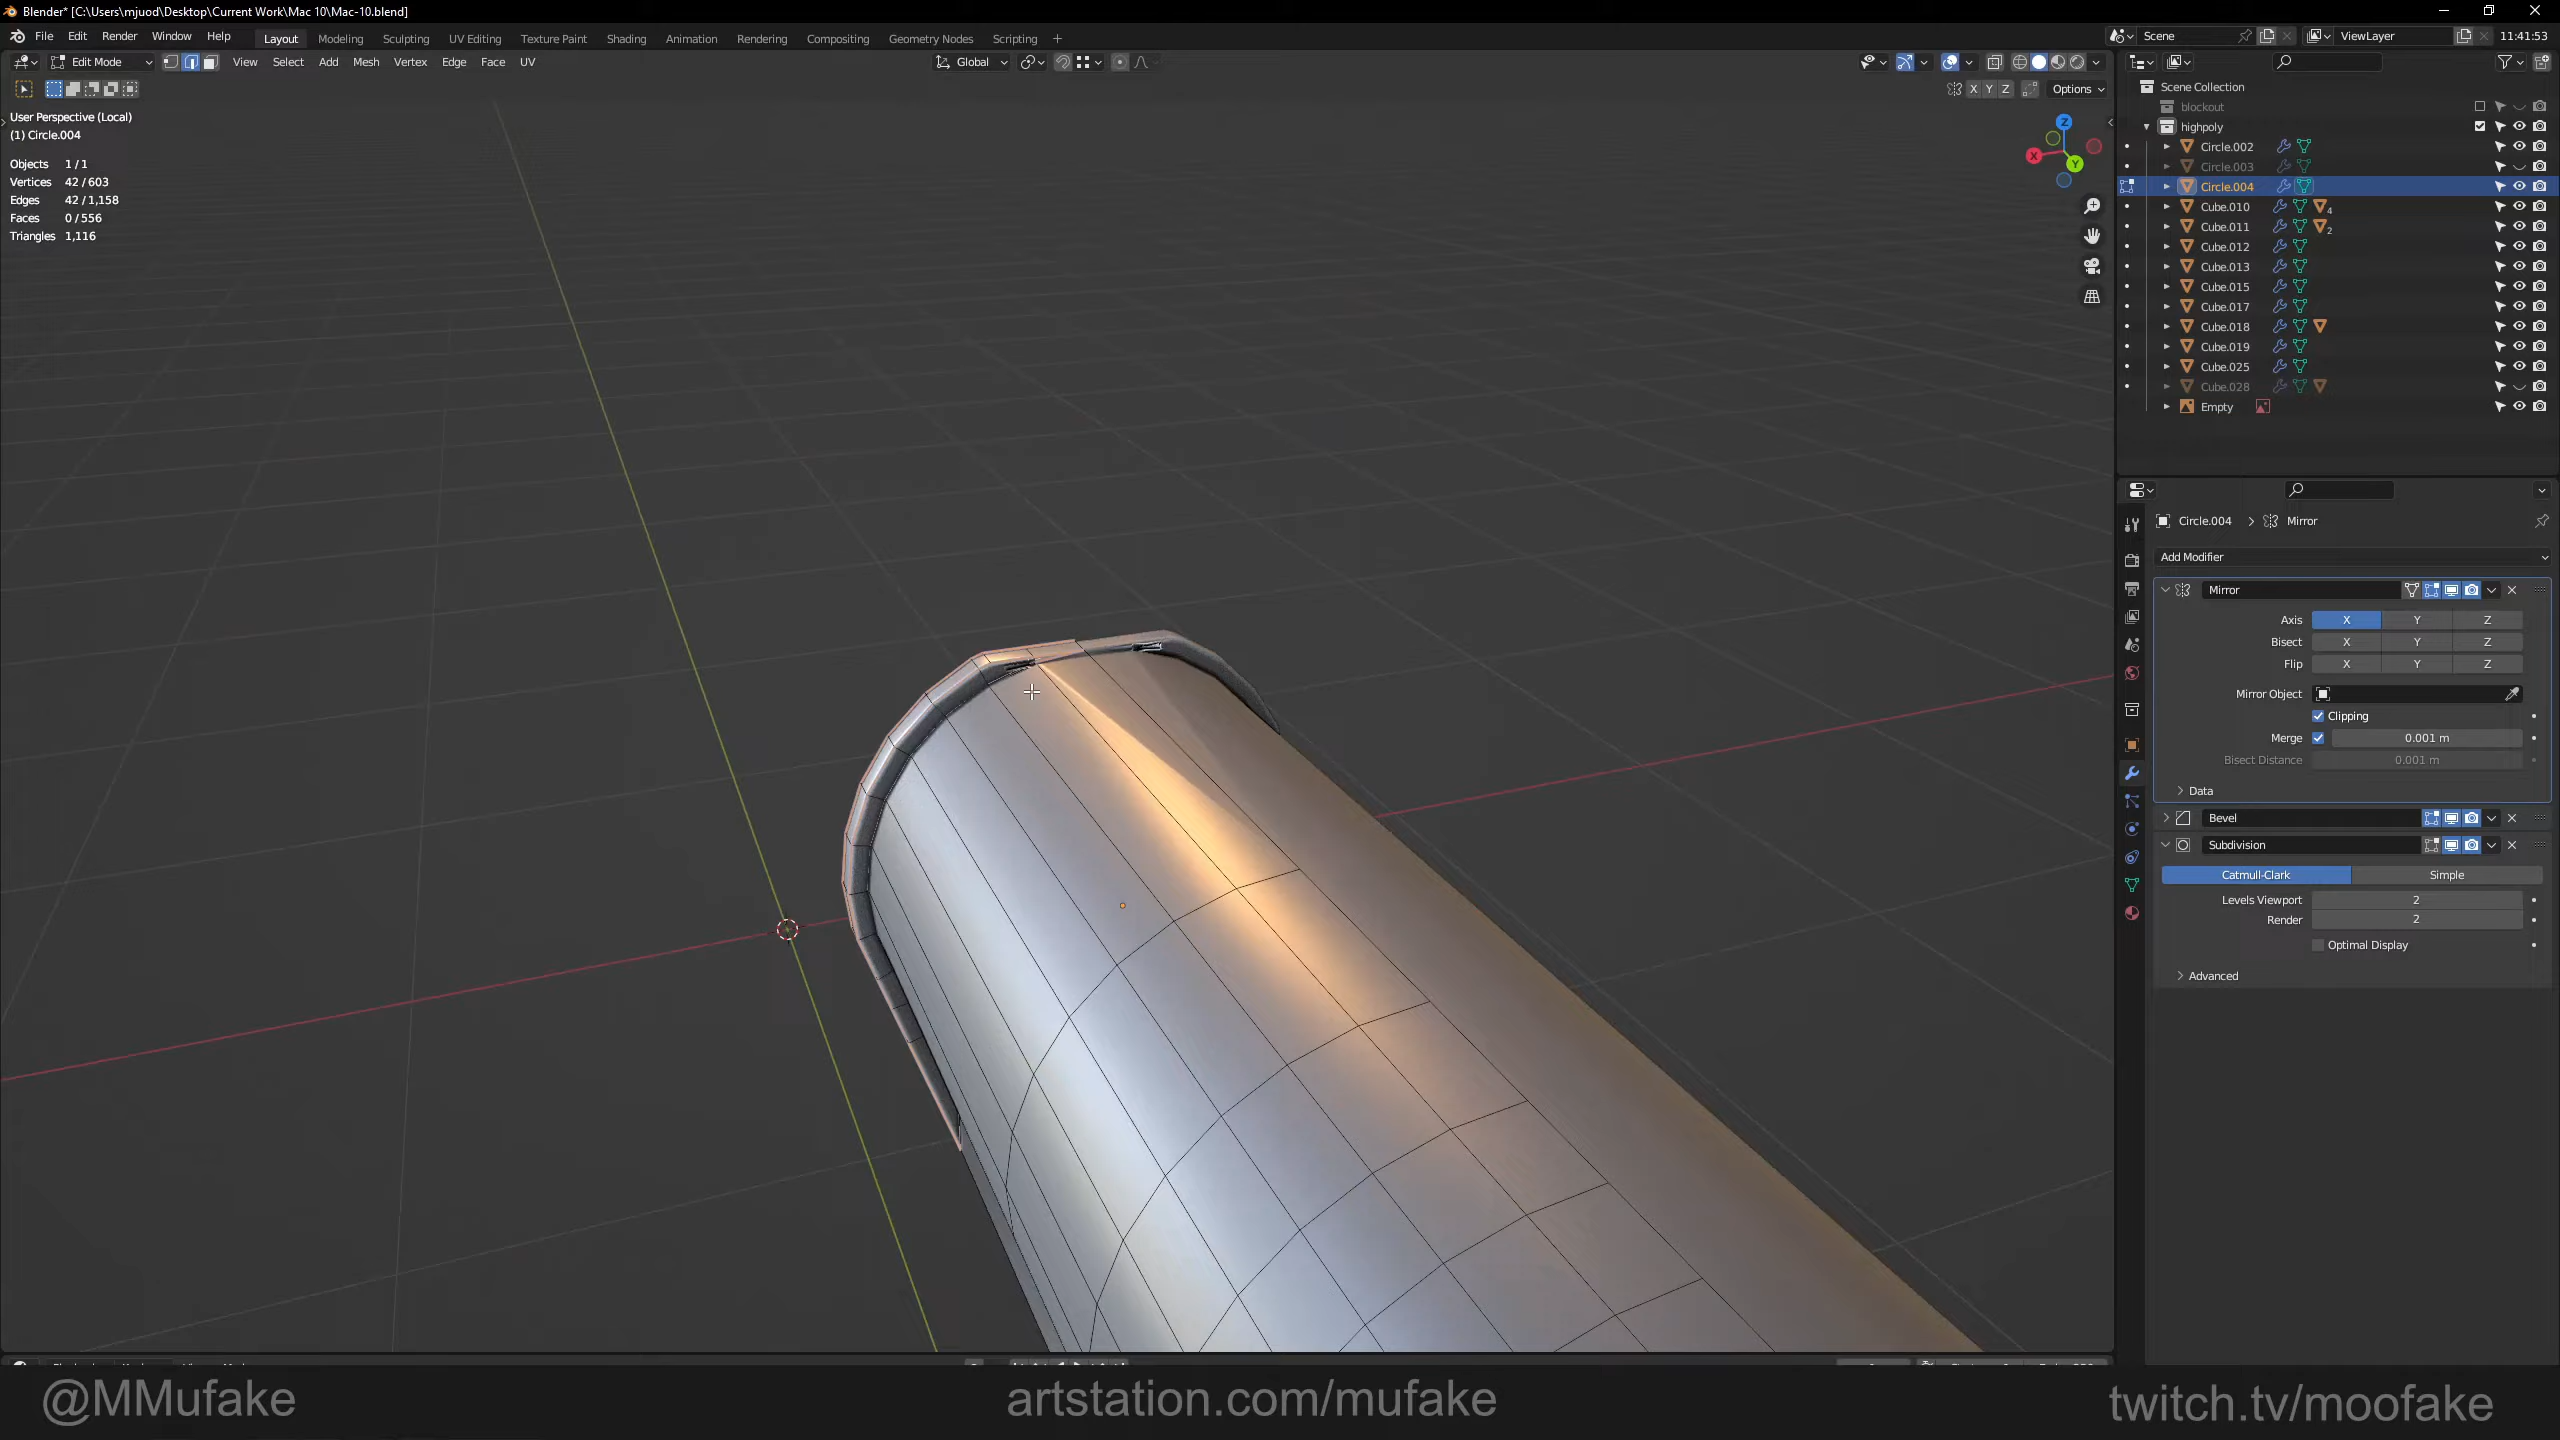 Blender* [C:\Users\mjuod\Desktop\Current Work\Mac 10\Mac-10.blend]
File Edit Render Window Help Layout Modeling Sculpting UV Editing Texture Paint Shading Animation Rendering Compositing Geometry Nodes Scripting +
Scene ViewLayer 11:41:53
Edit Mode View Select Add Mesh Vertex Edge Face UV Global
X Y Z Options
User Perspective (Local)
(1) Circle.004
Objects 1 / 1
Vertices 42 / 603
Edges 42 / 1,158
Faces 0 / 556
Triangles 1,116
Z
X
Y
Scene Collection
blockout
highpoly
Circle.002
Circle.003
Circle.004
Cube.010 4
Cube.011 2
Cube.012
Cube.013
Cube.015
Cube.017
Cube.018
Cube.019
Cube.025
Cube.028
Empty
Circle.004 > Mirror
Add Modifier
Mirror
Axis X Y Z
Bisect X Y Z
Flip X Y Z
Mirror Object
Clipping
Merge 0.001 m
Bisect Distance 0.001 m
Data
Bevel
Subdivision
Catmull-Clark Simple
Levels Viewport 2
Render 2
Optimal Display
Advanced
@MMufake artstation.com/mufake twitch.tv/moofake